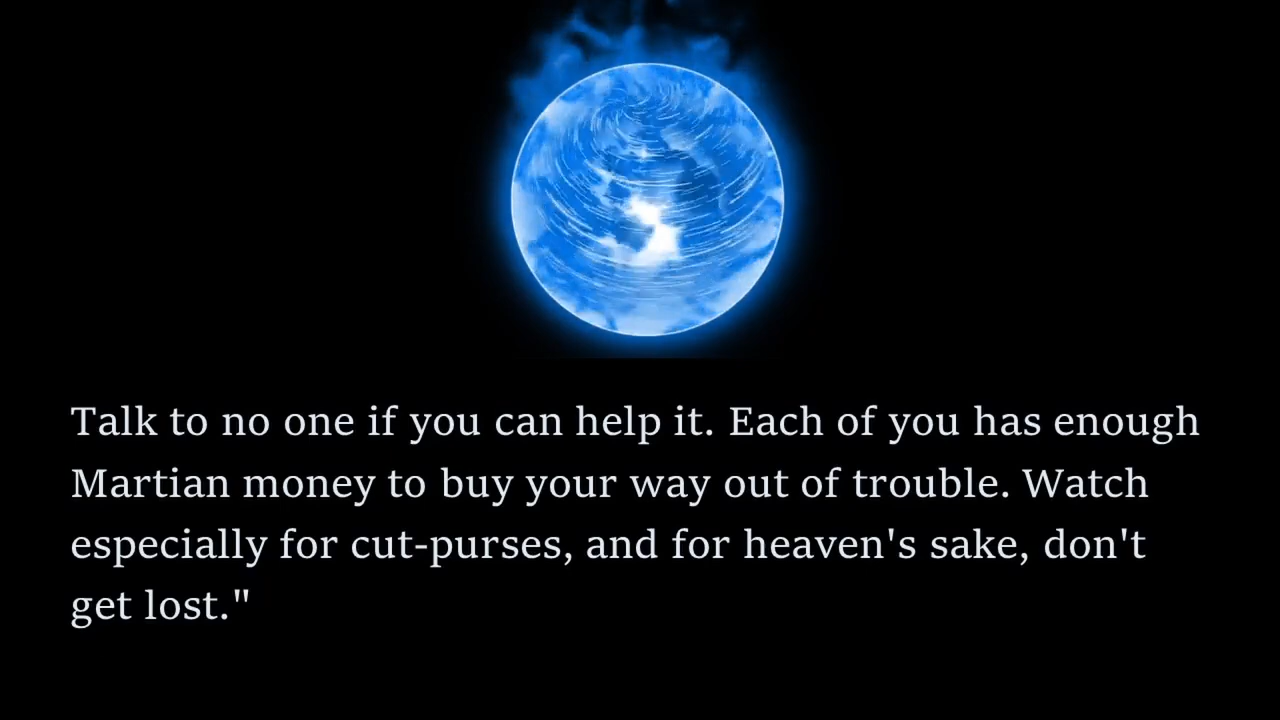 Talk to no one if you can help it. Each of you has enough
Martian money to buy your way out of trouble. Watch
especially for cut-purses, and for heaven's sake, don't
get lost."